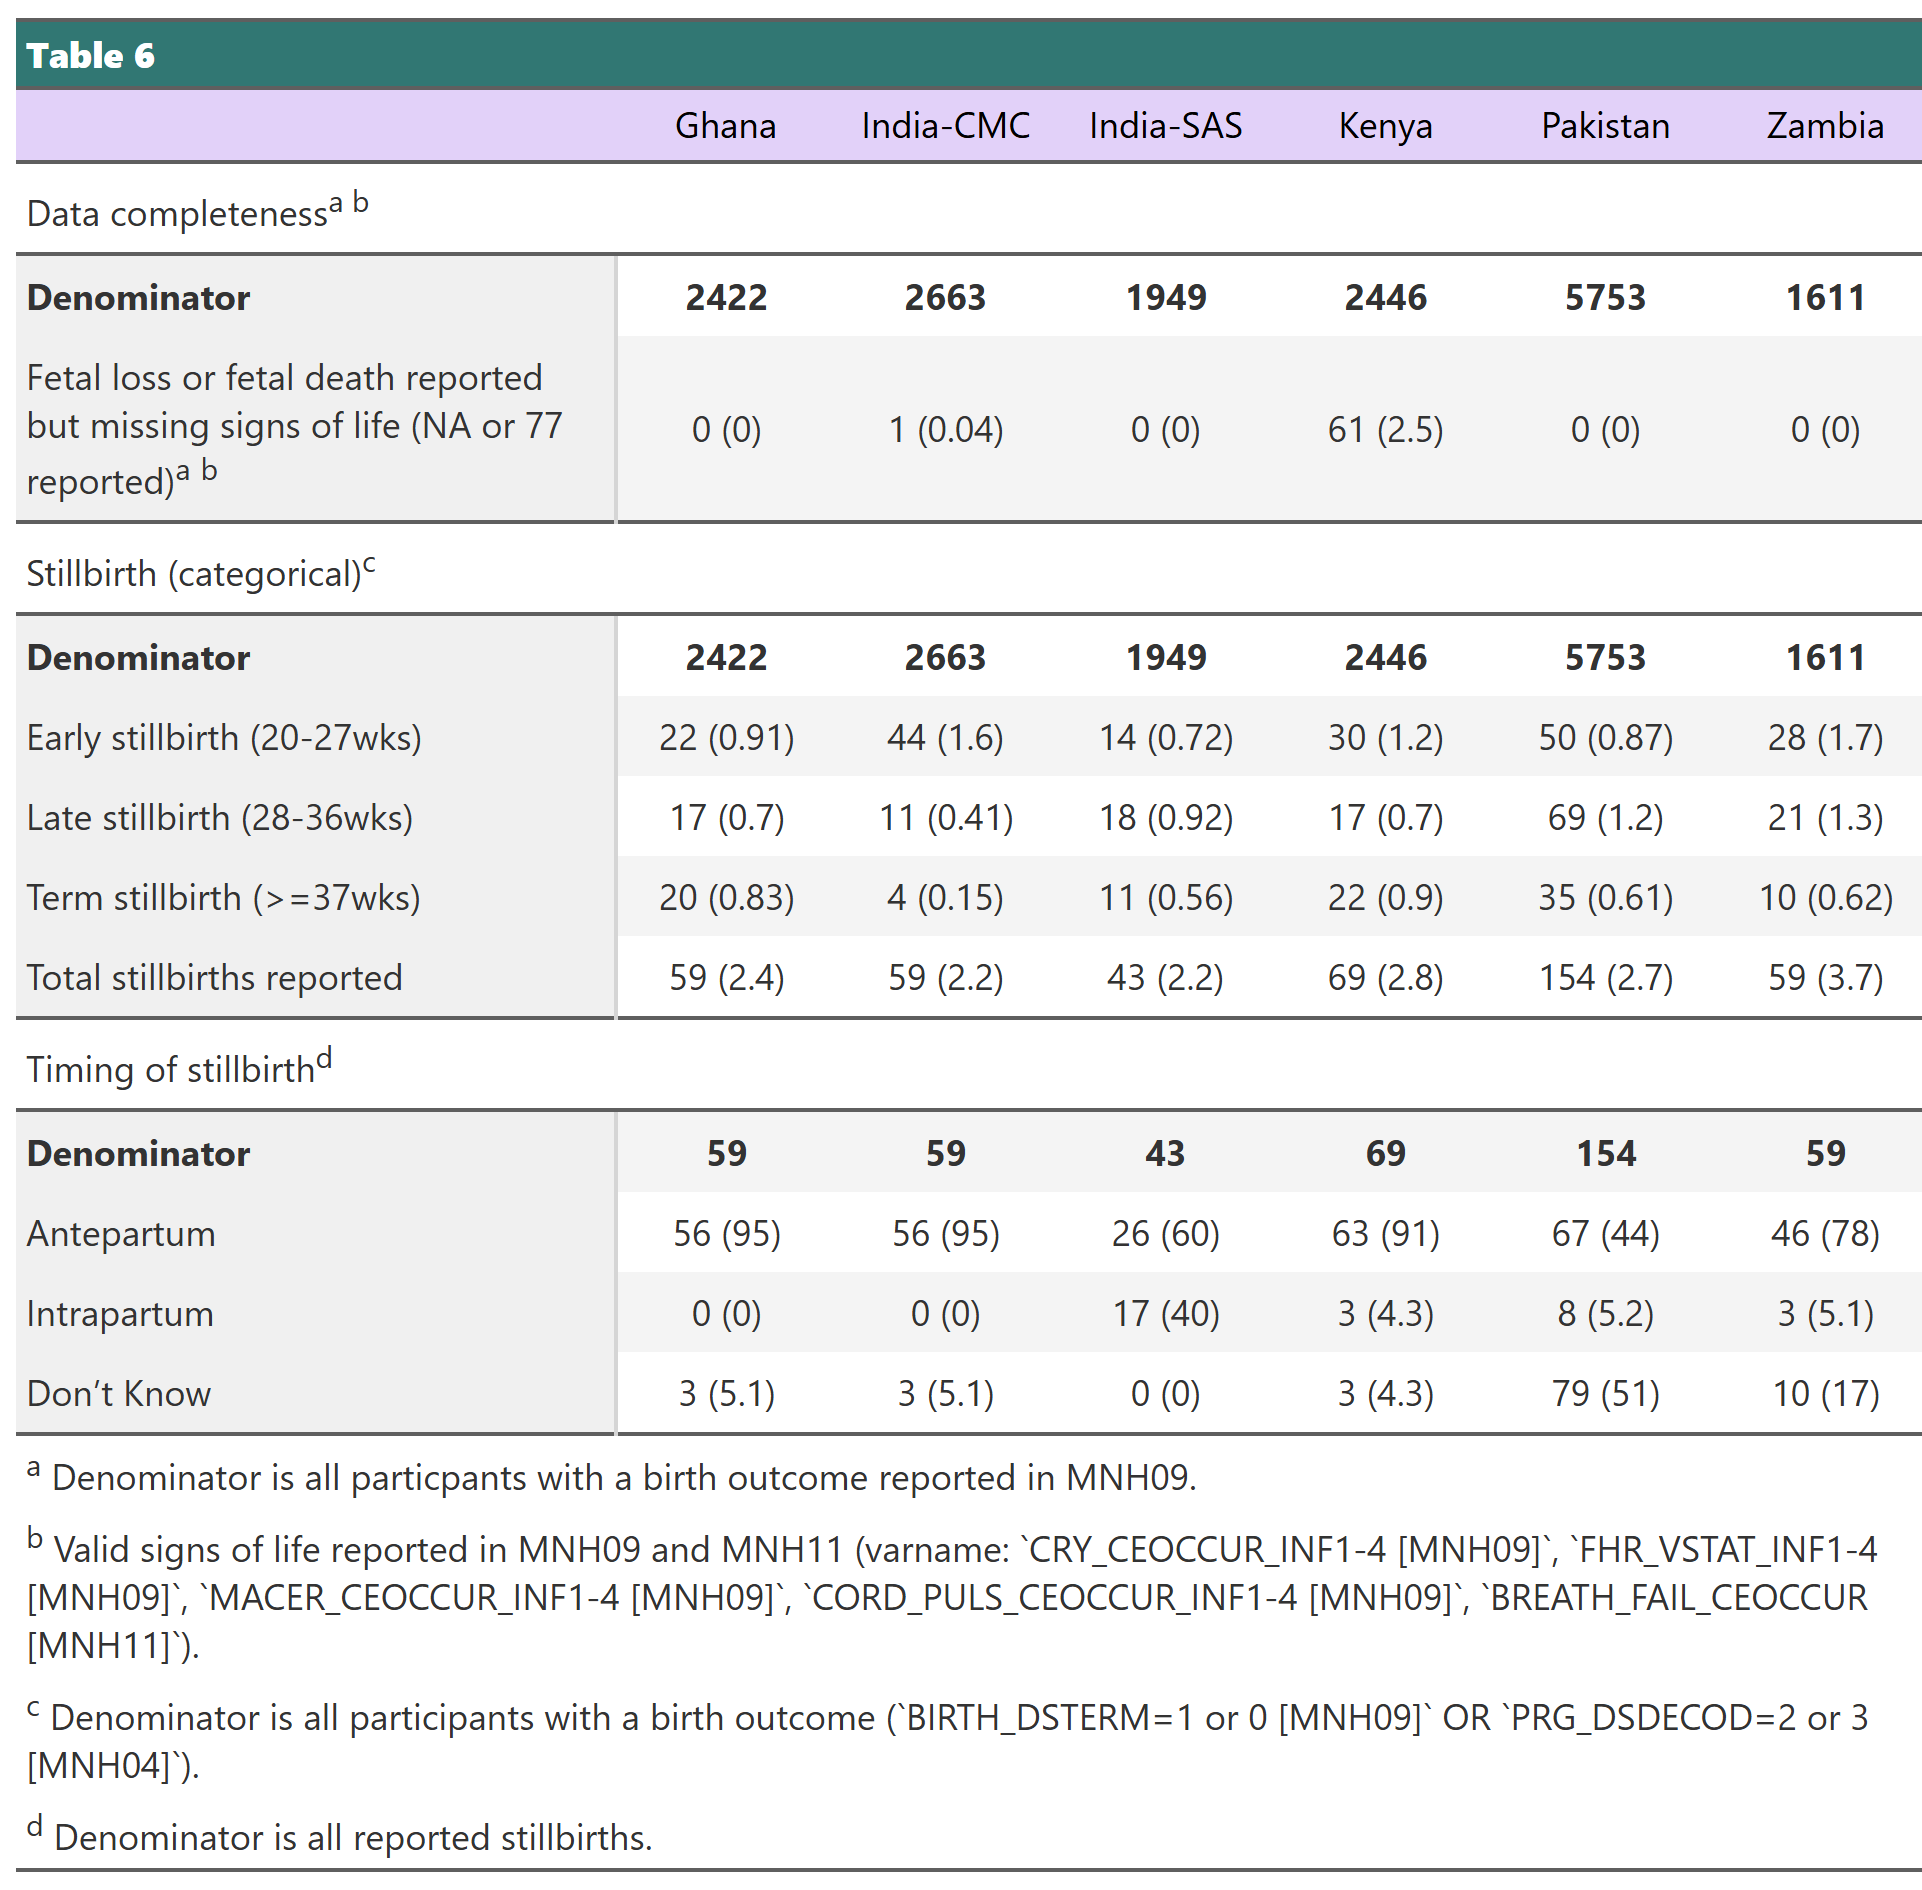 Table 6
Ghana India-CMC India-SAS Kenya Pakistan Zambia
Data completeness^a b
Denominator 2422 2663 1949 2446 5753 1611
Fetal loss or fetal death reported
but missing signs of life (NA or 77
reported)^a b 0 (0) 1 (0.04) 0 (0) 61 (2.5) 0 (0) 0 (0)
Stillbirth (categorical)^c
Denominator 2422 2663 1949 2446 5753 1611
Early stillbirth (20-27wks) 22 (0.91) 44 (1.6) 14 (0.72) 30 (1.2) 50 (0.87) 28 (1.7)
Late stillbirth (28-36wks) 17 (0.7) 11 (0.41) 18 (0.92) 17 (0.7) 69 (1.2) 21 (1.3)
Term stillbirth (>=37wks) 20 (0.83) 4 (0.15) 11 (0.56) 22 (0.9) 35 (0.61) 10 (0.62)
Total stillbirths reported 59 (2.4) 59 (2.2) 43 (2.2) 69 (2.8) 154 (2.7) 59 (3.7)
Timing of stillbirth^d
Denominator 59 59 43 69 154 59
Antepartum 56 (95) 56 (95) 26 (60) 63 (91) 67 (44) 46 (78)
Intrapartum 0 (0) 0 (0) 17 (40) 3 (4.3) 8 (5.2) 3 (5.1)
Don’t Know 3 (5.1) 3 (5.1) 0 (0) 3 (4.3) 79 (51) 10 (17)
^a Denominator is all particpants with a birth outcome reported in MNH09.
^b Valid signs of life reported in MNH09 and MNH11 (varname: `CRY_CEOCCUR_INF1-4 [MNH09]`, `FHR_VSTAT_INF1-4
[MNH09]`, `MACER_CEOCCUR_INF1-4 [MNH09]`, `CORD_PULS_CEOCCUR_INF1-4 [MNH09]`, `BREATH_FAIL_CEOCCUR
[MNH11]`).
^c Denominator is all participants with a birth outcome (`BIRTH_DSTERM=1 or 0 [MNH09]` OR `PRG_DSDECOD=2 or 3
[MNH04]`).
^d Denominator is all reported stillbirths.